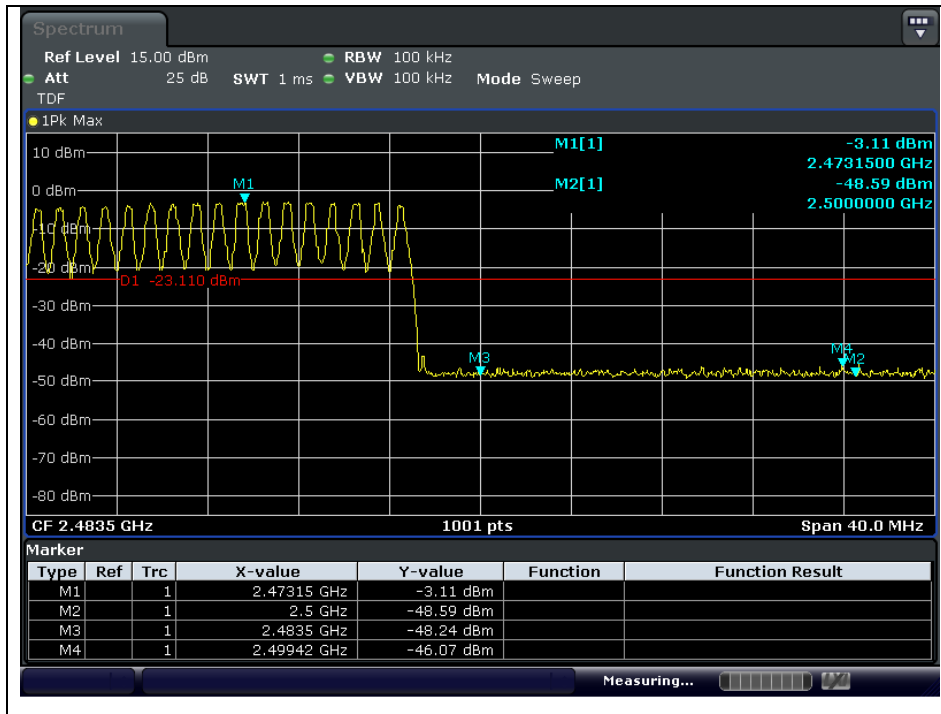 Spectrum
Ref Level 15.00 dBm RBW 100 kHz
Att 25 dB SWT 1 ms VBW 100 kHz Mode Sweep
TDF
1Pk Max
M1[1] -3.11 dBm
2.4731500 GHz
M2[1] -48.59 dBm
2.5000000 GHz
10 dBm
0 dBm
M1
-10 dBm
-20 dBm
D1 -23.110 dBm
-30 dBm
-40 dBm
M3
M4
M2
-50 dBm
-60 dBm
-70 dBm
-80 dBm
CF 2.4835 GHz 1001 pts Span 40.0 MHz
Marker
Type Ref Trc X-value Y-value Function Function Result
M1 1 2.47315 GHz -3.11 dBm
M2 1 2.5 GHz -48.59 dBm
M3 1 2.4835 GHz -48.24 dBm
M4 1 2.49942 GHz -46.07 dBm
Measuring...